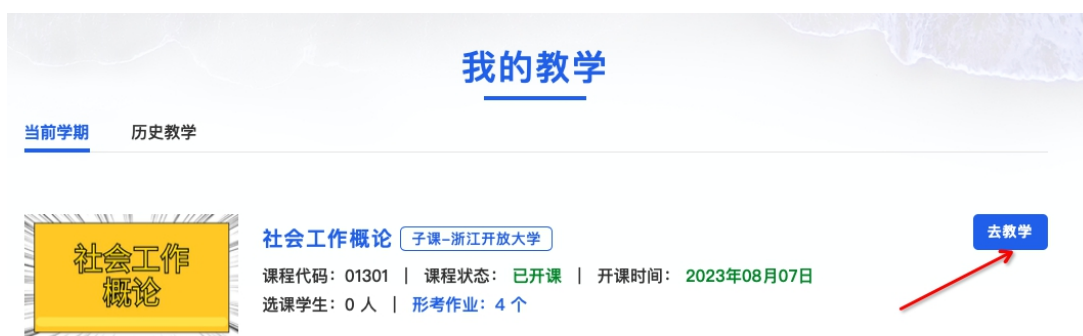 我的教学
当前学期 历史教学
社会工作
概论
社会工作概论 子课-浙江开放大学 去教学
课程代码：01301 | 课程状态：已开课 | 开课时间：2023年08月07日
选课学生：0 人 | 形考作业：4 个